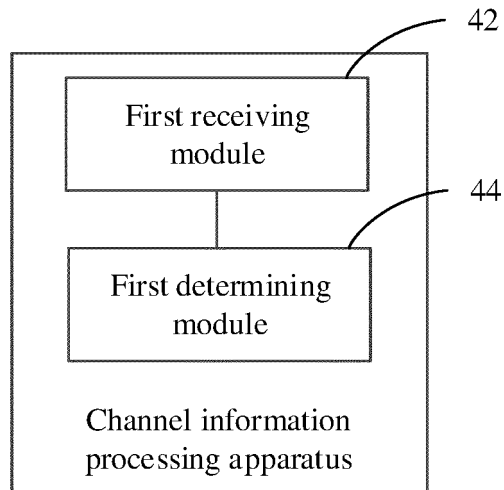 42
First receiving
module
44
First determining
module
Channel information
processing apparatus